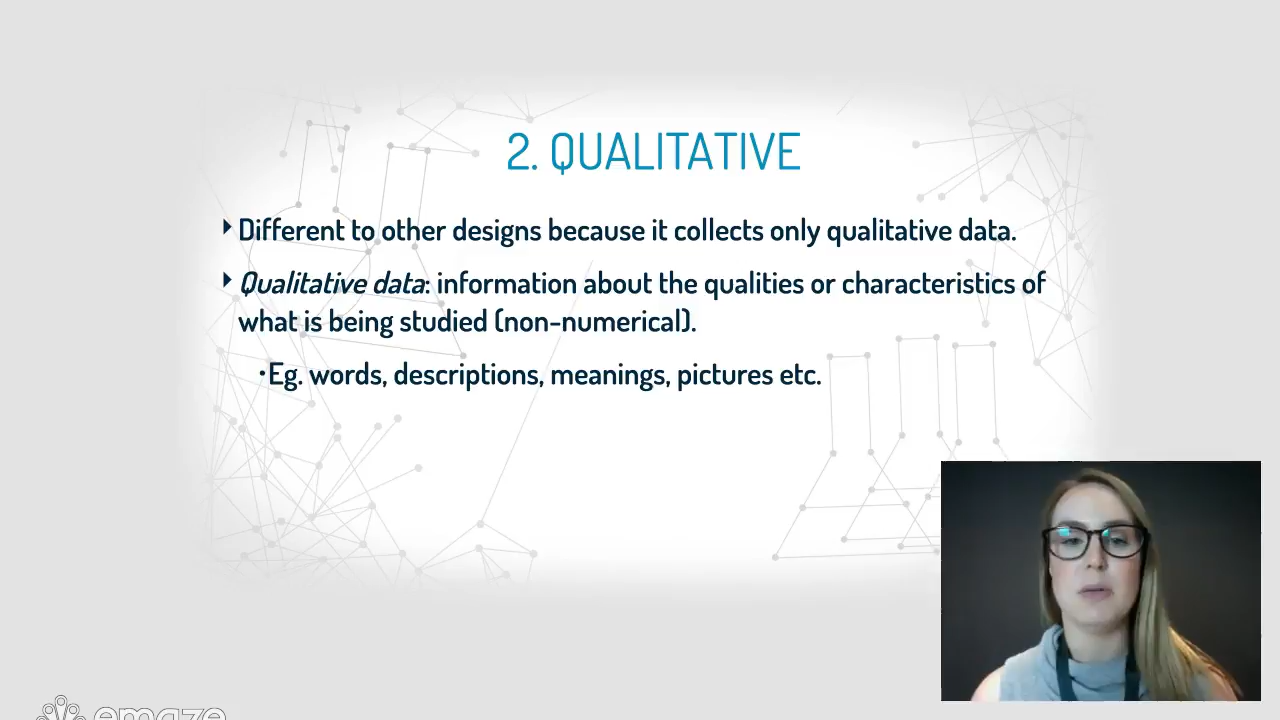 2. QUALITATIVE
Different to other designs because it collects only qualitative data.
Qualitative data: information about the qualities or characteristics of
what is being studied (non-numerical).
•Eg. words, descriptions, meanings, pictures etc.
emaze